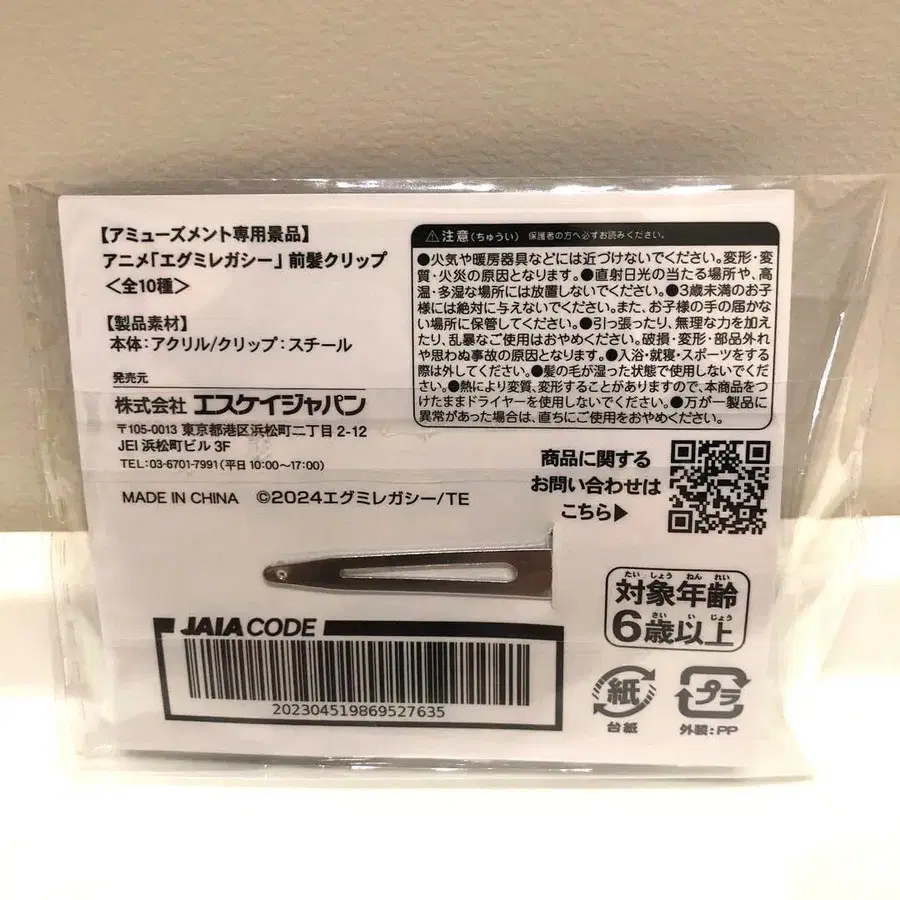 【アミューズメント専用景品】
アニメ「エグミレガシー」前髪クリップ
＜全10種＞
【製品素材】
本体：アクリル/クリップ：スチール
発売元
株式会社 エスケイジャパン
〒105-0013 東京都港区浜松町二丁目 2-12
JEI 浜松町ビル 3F
TEL：03-6701-7991（平日 10:00～17:00）
MADE IN CHINA ©2024エグミレガシー/TE
⚠注意（ちゅうい） 保護者の方へ必ずお読みください。
●火気や暖房器具などには近づけないでください。変形・変
質・火災の原因となります。●直射日光の当たる場所や、高
温・多湿な場所には放置しないでください。●3歳未満のお子
様には絶対に与えないでください。また、お子様の手の届かな
い場所に保管してください。●引っ張ったり、無理な力を加え
たり、乱暴なご使用はおやめください。破損・変形・部品外れ
や思わぬ事故の原因となります。●入浴・就寝・スポーツをする
際は外してください。●髪の毛が湿った状態で使用しないでくだ
さい。●熱により変質、変形することがありますので、本商品をつ
けたままドライヤーを使用しないでください。●万が一製品に
異常があった場合は、直ちにご使用をおやめください。
商品に関する
お問い合わせは
こちら▶
たいしょうねんれい
対象年齢
さいいじょう
6歳以上
JAIA CODE
202304519869527635
紙
台紙
プラ
外装：PP